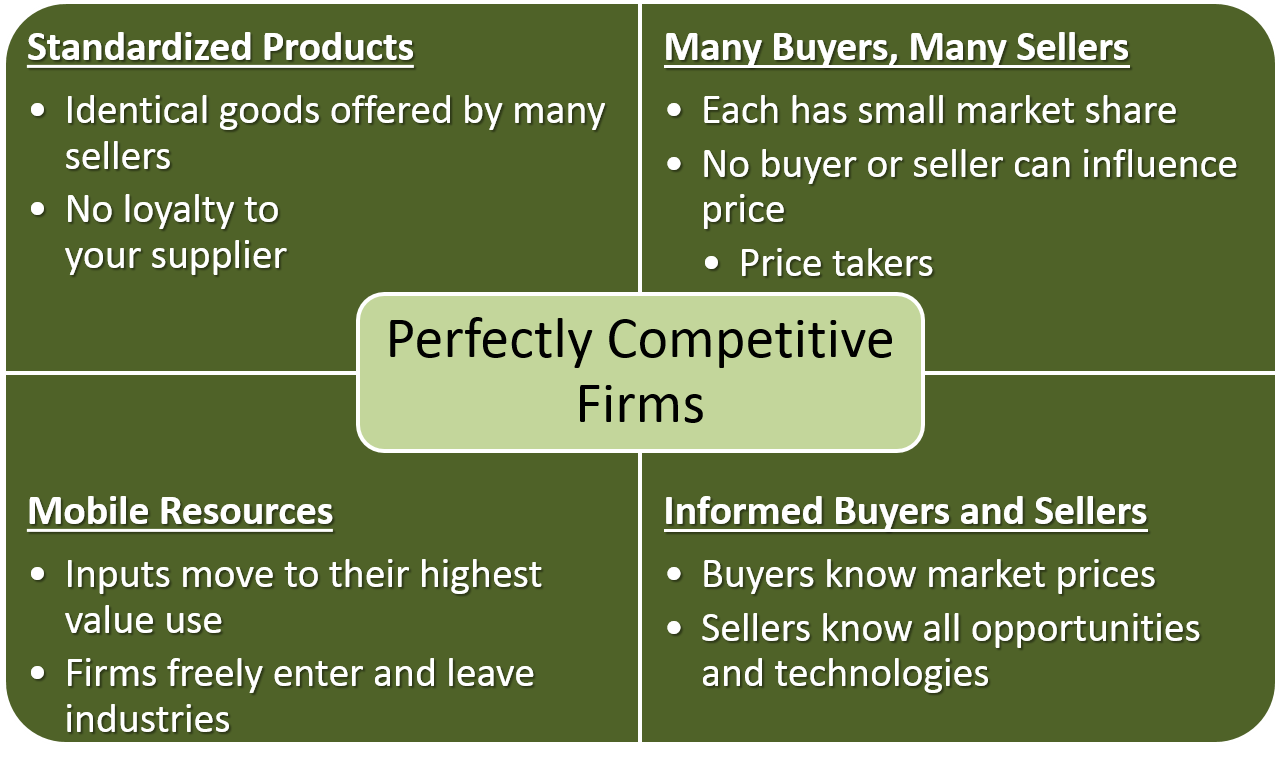 Standardized Products
• Identical goods offered by many
sellers
• No loyalty to
your supplier
Many Buyers, Many Sellers
• Each has small market share
• No buyer or seller can influence
price
• Price takers
Perfectly Competitive
Firms
Mobile Resources
• Inputs move to their highest
value use
• Firms freely enter and leave
industries
Informed Buyers and Sellers
• Buyers know market prices
• Sellers know all opportunities
and technologies